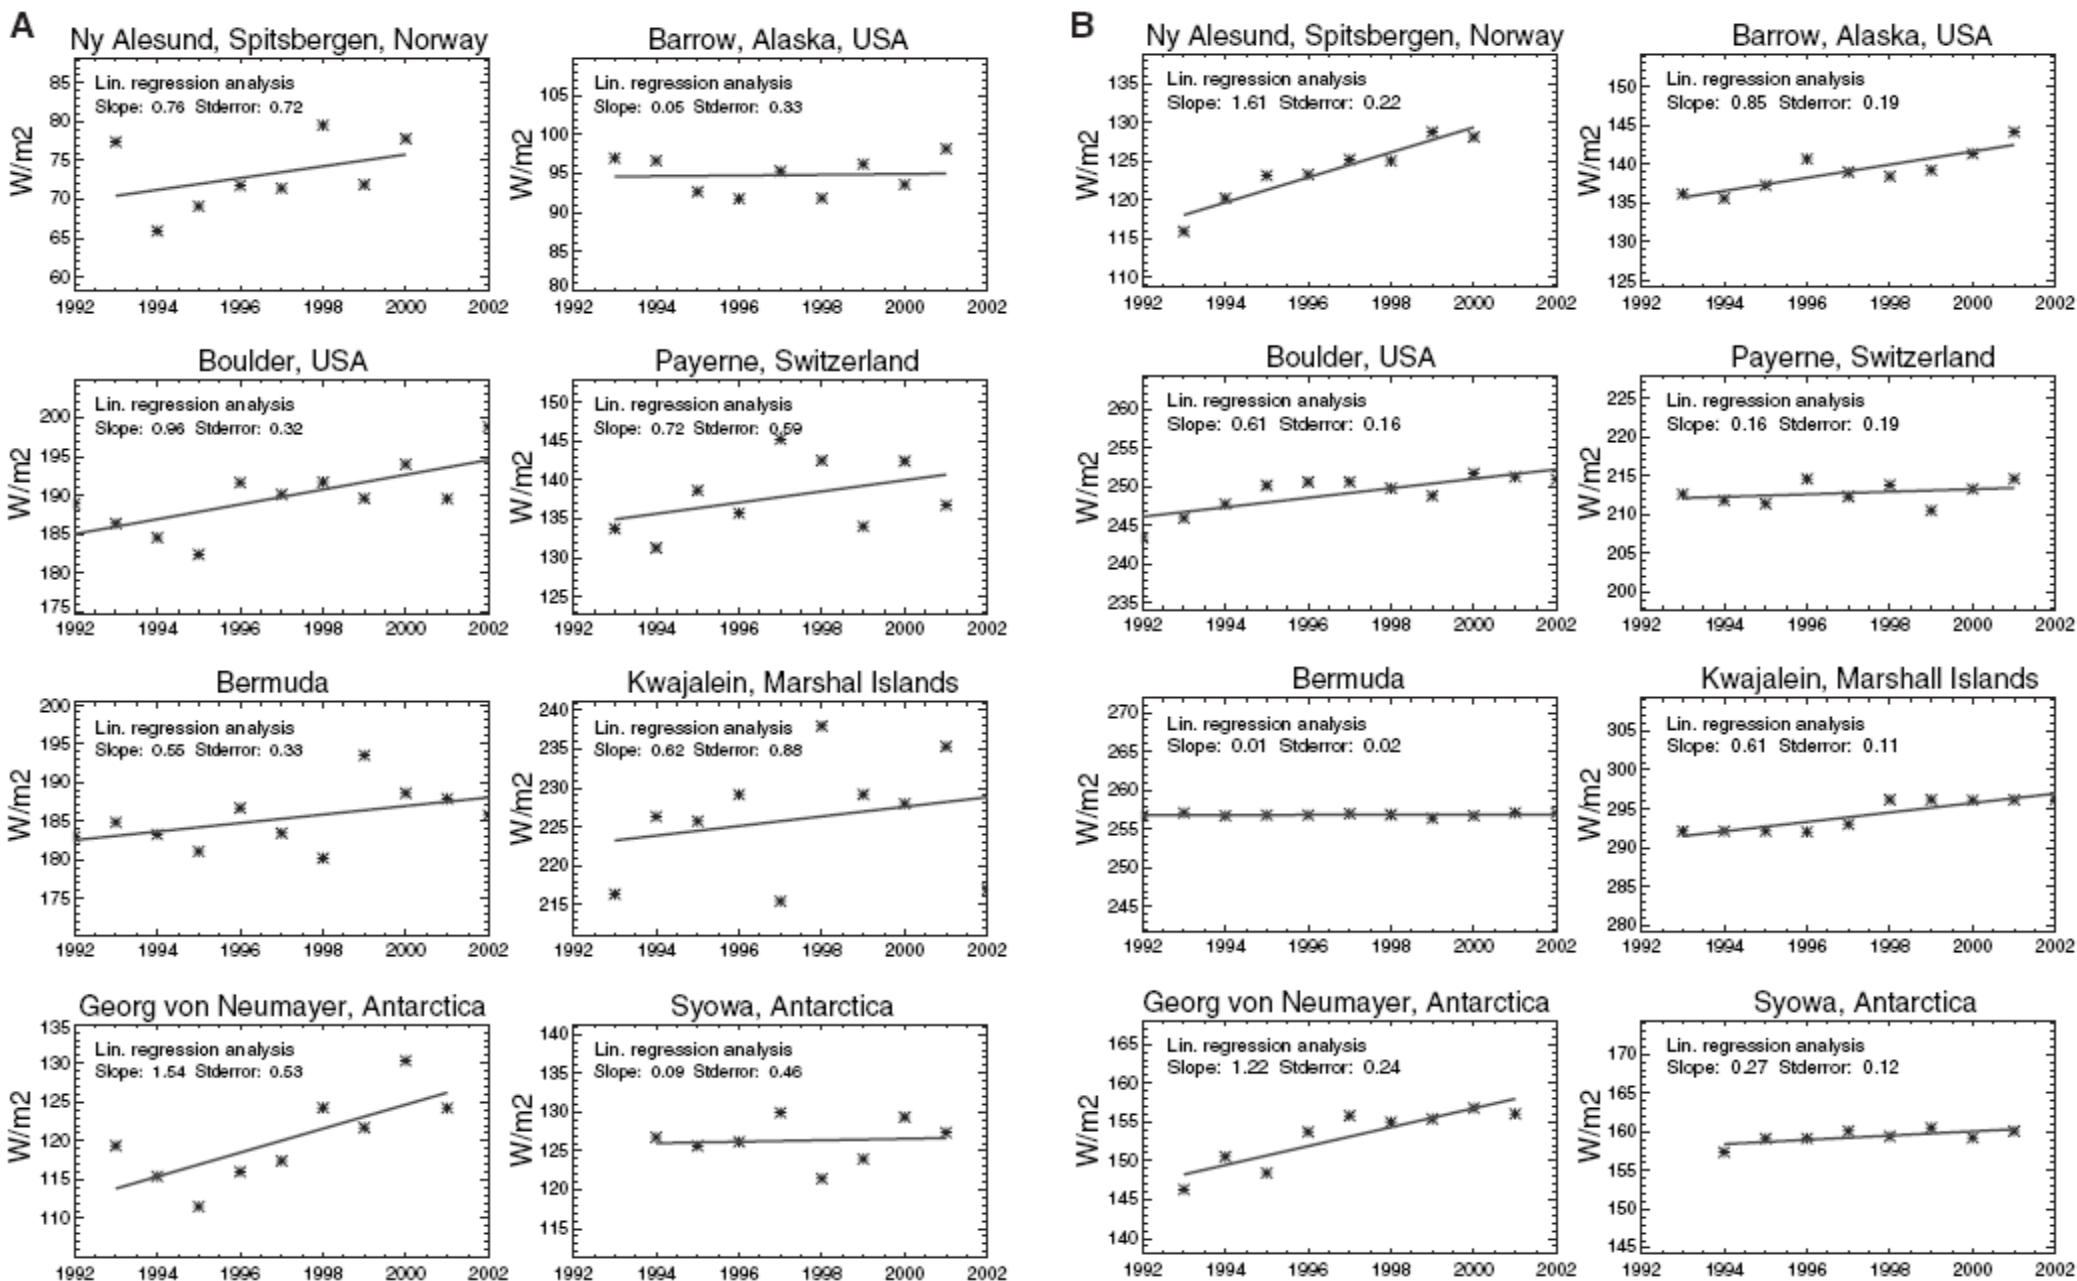 A
Ny Alesund, Spitsbergen, Norway
Lin. regression analysis
Slope: 0.76 Stderror: 0.72
W/m2
85
80
75
70
65
60
1992 1994 1996 1998 2000 2002
Barrow, Alaska, USA
Lin. regression analysis
Slope: 0.05 Stderror: 0.33
W/m2
105
100
95
90
85
80
1992 1994 1996 1998 2000 2002
Boulder, USA
Lin. regression analysis
Slope: 0.96 Stderror: 0.32
W/m2
200
195
190
185
180
175
1992 1994 1996 1998 2000 2002
Payerne, Switzerland
Lin. regression analysis
Slope: 0.72 Stderror: 0.59
W/m2
150
145
140
135
130
125
1992 1994 1996 1998 2000 2002
Bermuda
Lin. regression analysis
Slope: 0.55 Stderror: 0.33
W/m2
200
195
190
185
180
175
1992 1994 1996 1998 2000 2002
Kwajalein, Marshal Islands
Lin. regression analysis
Slope: 0.62 Stderror: 0.88
W/m2
240
235
230
225
220
215
1992 1994 1996 1998 2000 2002
Georg von Neumayer, Antarctica
Lin. regression analysis
Slope: 1.54 Stderror: 0.53
W/m2
135
130
125
120
115
110
1992 1994 1996 1998 2000 2002
Syowa, Antarctica
Lin. regression analysis
Slope: 0.09 Stderror: 0.46
W/m2
140
135
130
125
120
115
1992 1994 1996 1998 2000 2002
B
Ny Alesund, Spitsbergen, Norway
Lin. regression analysis
Slope: 1.61 Stderror: 0.22
W/m2
135
130
125
120
115
110
1992 1994 1996 1998 2000 2002
Barrow, Alaska, USA
Lin. regression analysis
Slope: 0.85 Stderror: 0.19
W/m2
150
145
140
135
130
125
1992 1994 1996 1998 2000 2002
Boulder, USA
Lin. regression analysis
Slope: 0.61 Stderror: 0.16
W/m2
260
255
250
245
240
235
1992 1994 1996 1998 2000 2002
Payerne, Switzerland
Lin. regression analysis
Slope: 0.16 Stderror: 0.19
W/m2
225
220
215
210
205
200
1992 1994 1996 1998 2000 2002
Bermuda
Lin. regression analysis
Slope: 0.01 Stderror: 0.02
W/m2
270
265
260
255
250
245
1992 1994 1996 1998 2000 2002
Kwajalein, Marshall Islands
Lin. regression analysis
Slope: 0.61 Stderror: 0.11
W/m2
305
300
295
290
285
280
1992 1994 1996 1998 2000 2002
Georg von Neumayer, Antarctica
Lin. regression analysis
Slope: 1.22 Stderror: 0.24
W/m2
165
160
155
150
145
140
1992 1994 1996 1998 2000 2002
Syowa, Antarctica
Lin. regression analysis
Slope: 0.27 Stderror: 0.12
W/m2
170
165
160
155
150
145
1992 1994 1996 1998 2000 2002